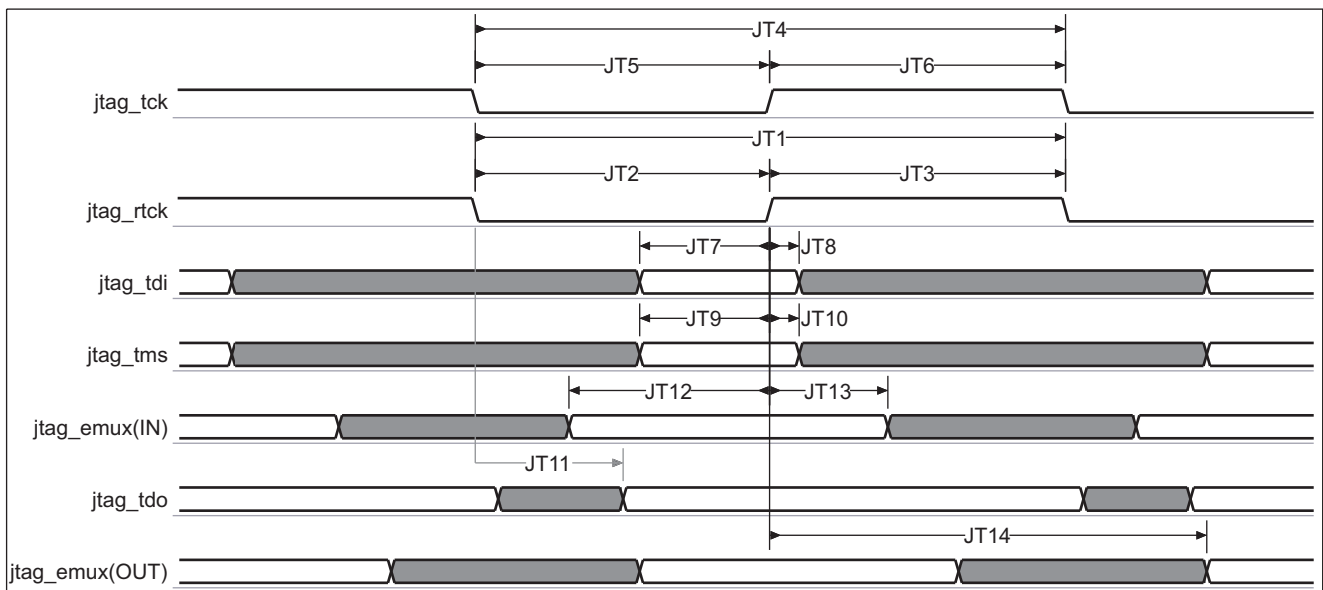 JT4
JT5 JT6
jtag_tck
JT1
JT2 JT3
jtag_rtck
JT7 JT8
jtag_tdi
JT9 JT10
jtag_tms
JT12 JT13
jtag_emux(IN)
JT11
jtag_tdo
JT14
jtag_emux(OUT)